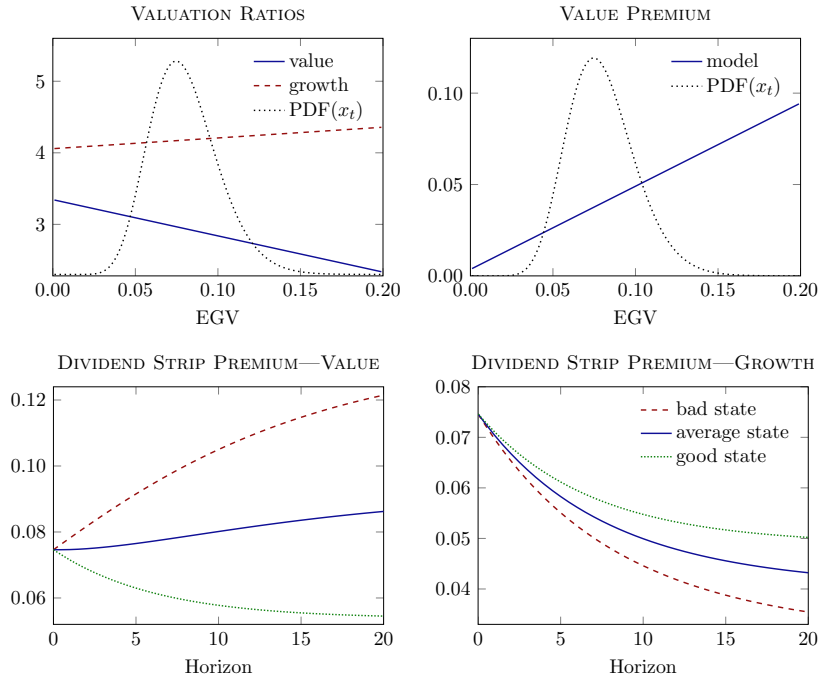 VALUATION RATIOS
value
growth
PDF(x_t)
5
4
3
0.00 0.05 0.10 0.15 0.20
EGV
VALUE PREMIUM
model
PDF(x_t)
0.10
0.05
0.00
0.00 0.05 0.10 0.15 0.20
EGV
DIVIDEND STRIP PREMIUM—VALUE
0.12
0.10
0.08
0.06
0 5 10 15 20
Horizon
DIVIDEND STRIP PREMIUM—GROWTH
bad state
average state
good state
0.08
0.07
0.06
0.05
0.04
0 5 10 15 20
Horizon